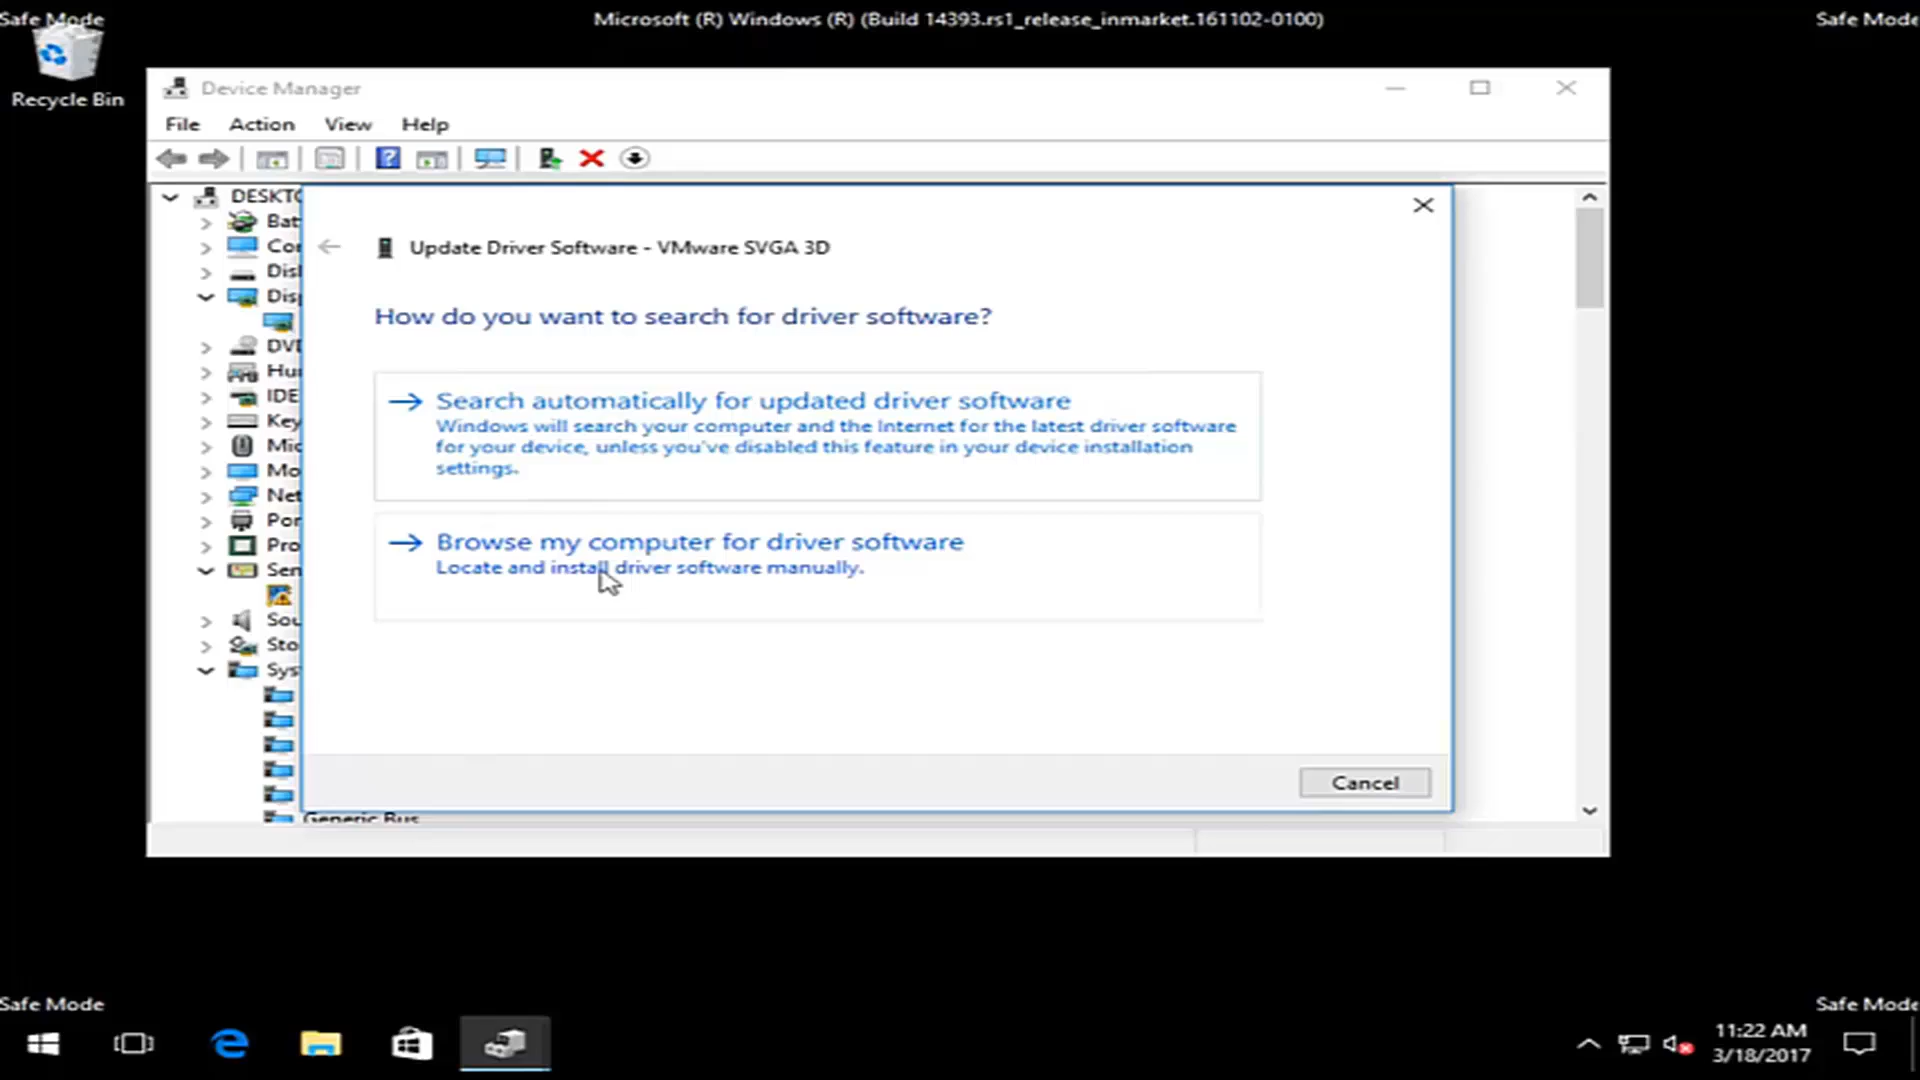 Safe Mode
Microsoft (R) Windows (R) (Build 14393.rs1_release_inmarket.161102-0100)
Safe Mode
Recycle Bin
Device Manager
File Action View Help
DESKTO
Bat
Con
Disk
Disp
DVD
Hu
IDE
Key
Mic
Mo
Net
Por
Pro
Sen
Sou
Sto
Sys
Generic Bus
Update Driver Software - VMware SVGA 3D
How do you want to search for driver software?
Search automatically for updated driver software
Windows will search your computer and the Internet for the latest driver software
for your device, unless you've disabled this feature in your device installation
settings.
Browse my computer for driver software
Locate and install driver software manually.
Cancel
Safe Mode
Safe Mode
11:22 AM
3/18/2017